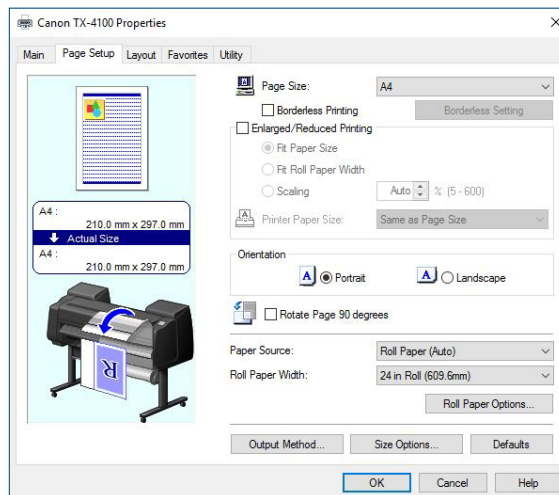 Canon TX-4100 Properties
Main Page Setup Layout Favorites Utility
Page Size: A4
Borderless Printing Borderless Setting
Enlarged/Reduced Printing
Fit Paper Size
Fit Roll Paper Width
Scaling Auto % (5 - 600)
Printer Paper Size: Same as Page Size
A4 :
210.0 mm x 297.0 mm
Actual Size
A4 :
210.0 mm x 297.0 mm
Orientation
A Portrait A Landscape
Rotate Page 90 degrees
R
Paper Source: Roll Paper (Auto)
Roll Paper Width: 24 in Roll (609.6mm)
Roll Paper Options...
Output Method... Size Options... Defaults
OK Cancel Help